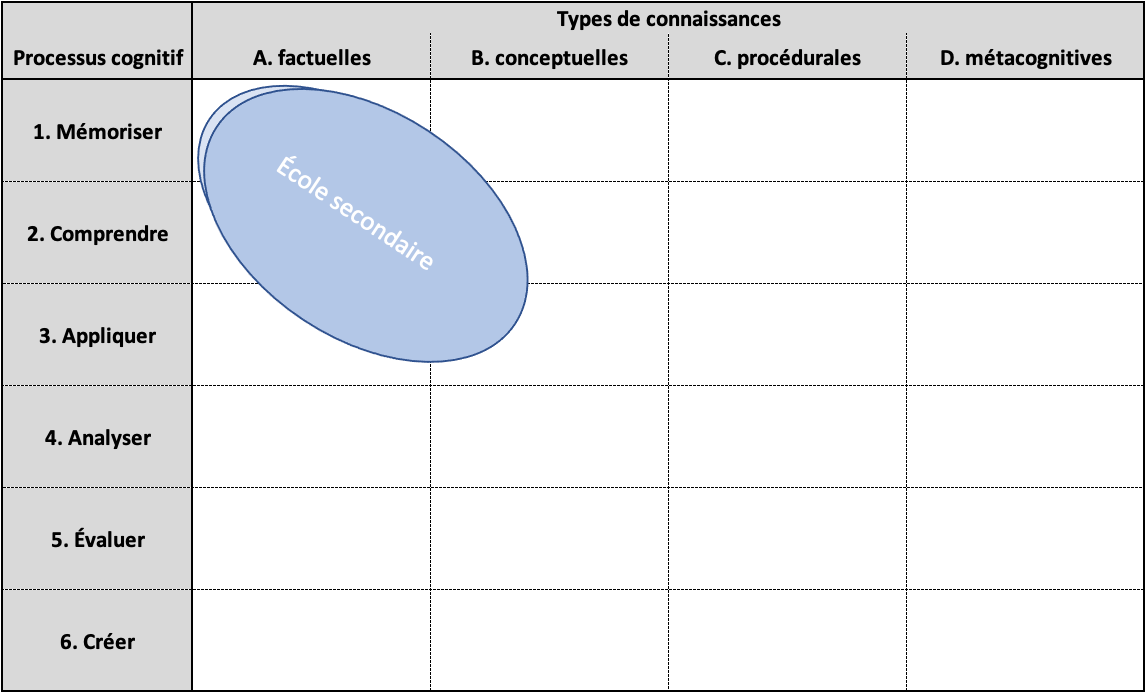 Types de connaissances
Processus cognitif
A. factuelles
B. conceptuelles
C. procédurales
D. métacognitives
1. Mémoriser
École secondaire
2. Comprendre
3. Appliquer
4. Analyser
5. Évaluer
6. Créer